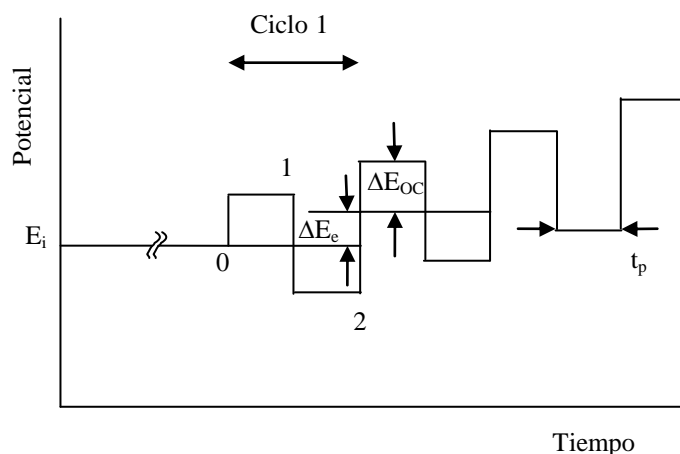 Ciclo 1
Potencial
1
ΔE_OC
E_i
ΔE_e
0
t_p
2
Tiempo